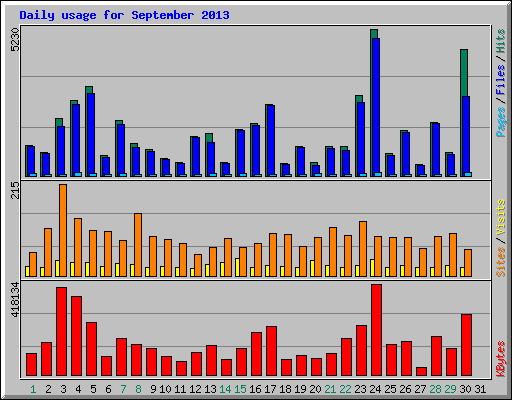 Daily usage for September 2013
5230
Pages / Files / Hits
215
Sites / Visits
418134
KBytes
1 2 3 4 5 6 7 8 9 10 11 12 13 14 15 16 17 18 19 20 21 22 23 24 25 26 27 28 29 30 31